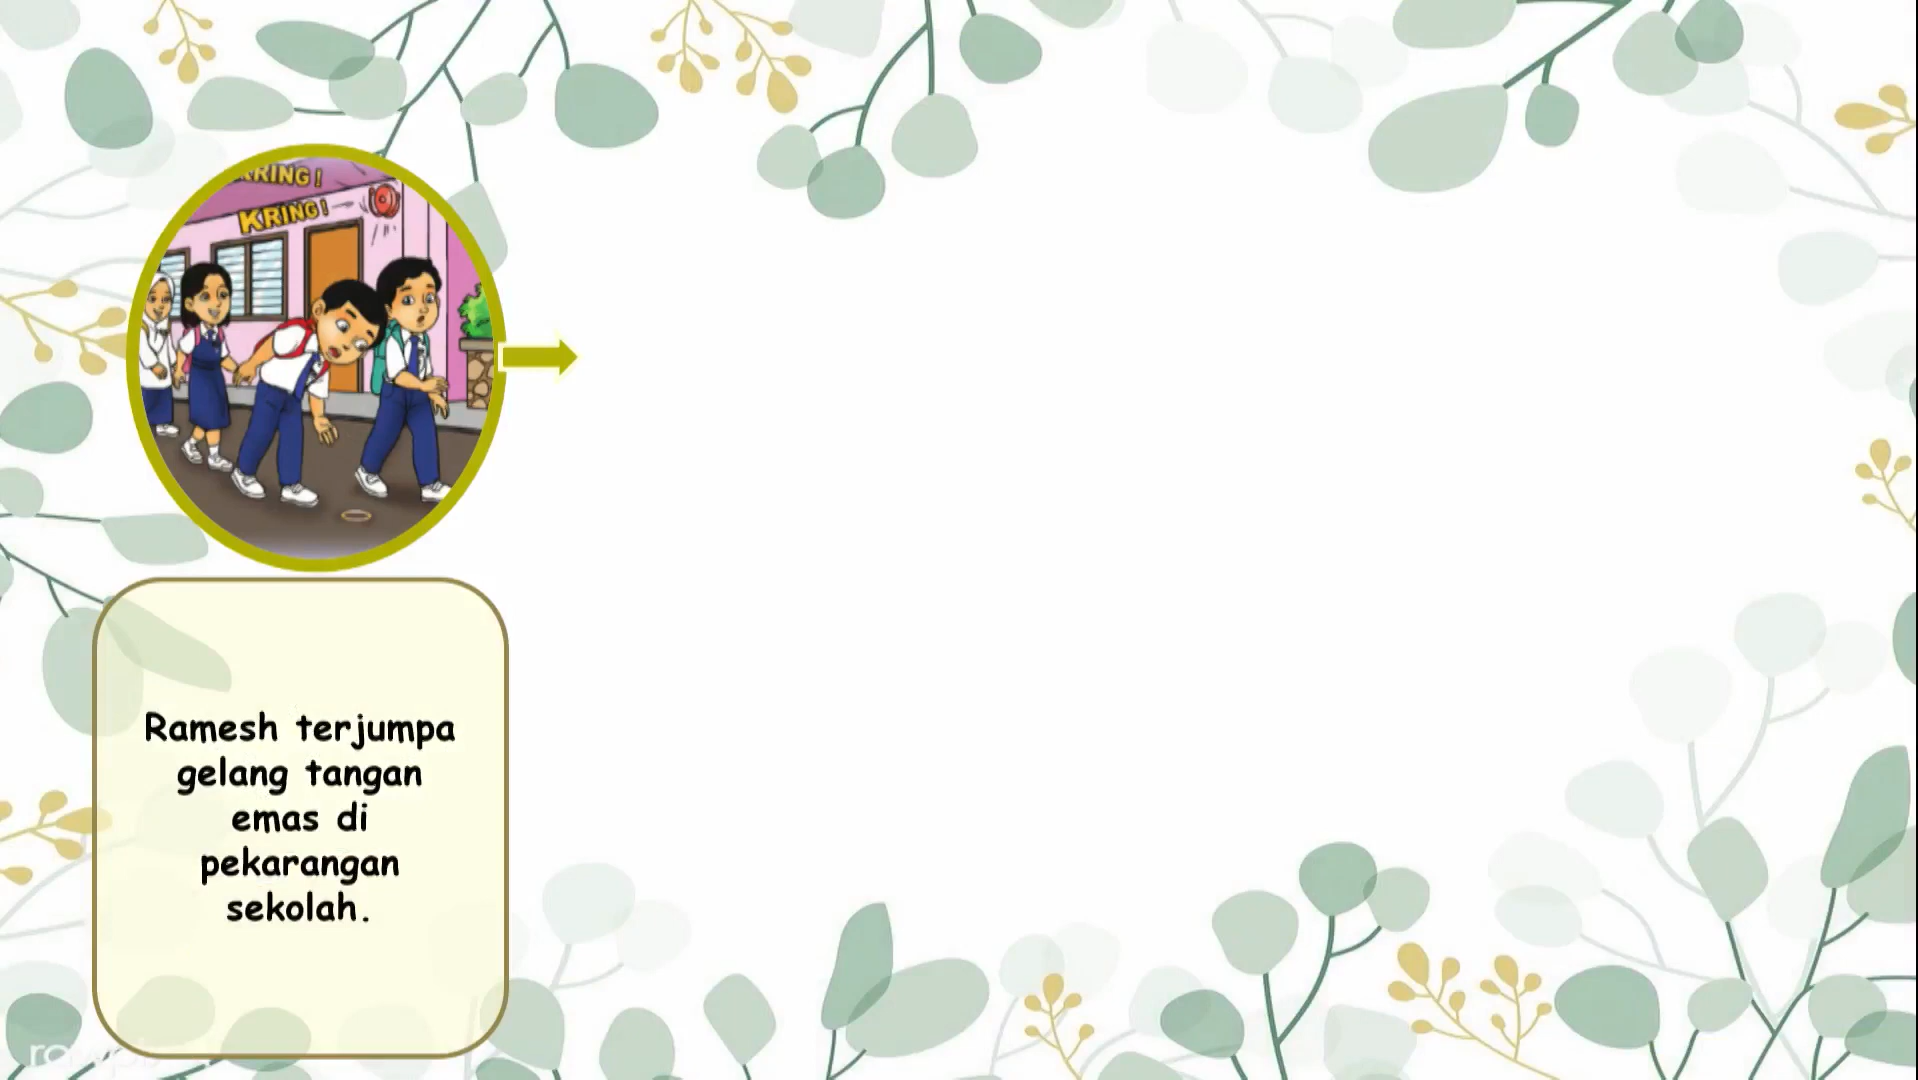 KRING!
KRING!
Ramesh terjumpa
gelang tangan
emas di
pekarangan
sekolah.